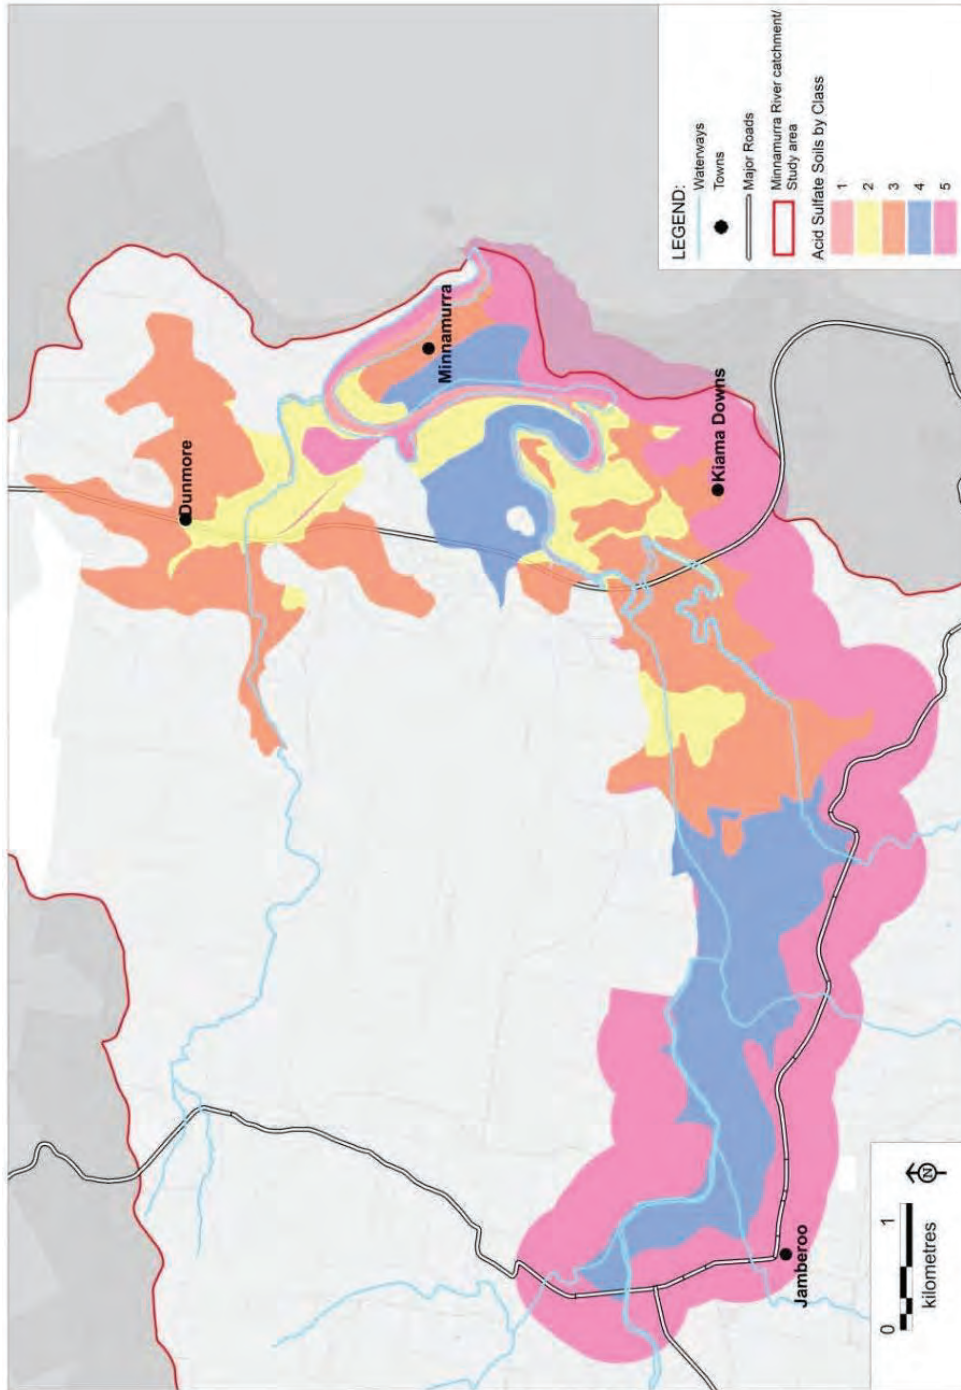 Dunmore
Minnamurra
Kiama Downs
Jamberoo
LEGEND:
Waterways
Towns
Major Roads
Minnamurra River catchment/
Study area
Acid Sulfate Soils by Class
1
2
3
4
5
0 1
kilometres
N